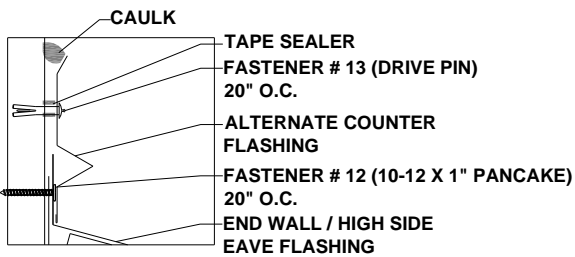 CAULK
TAPE SEALER
FASTENER # 13 (DRIVE PIN)
20" O.C.
ALTERNATE COUNTER
FLASHING
FASTENER # 12 (10-12 X 1" PANCAKE)
20" O.C.
END WALL / HIGH SIDE
EAVE FLASHING